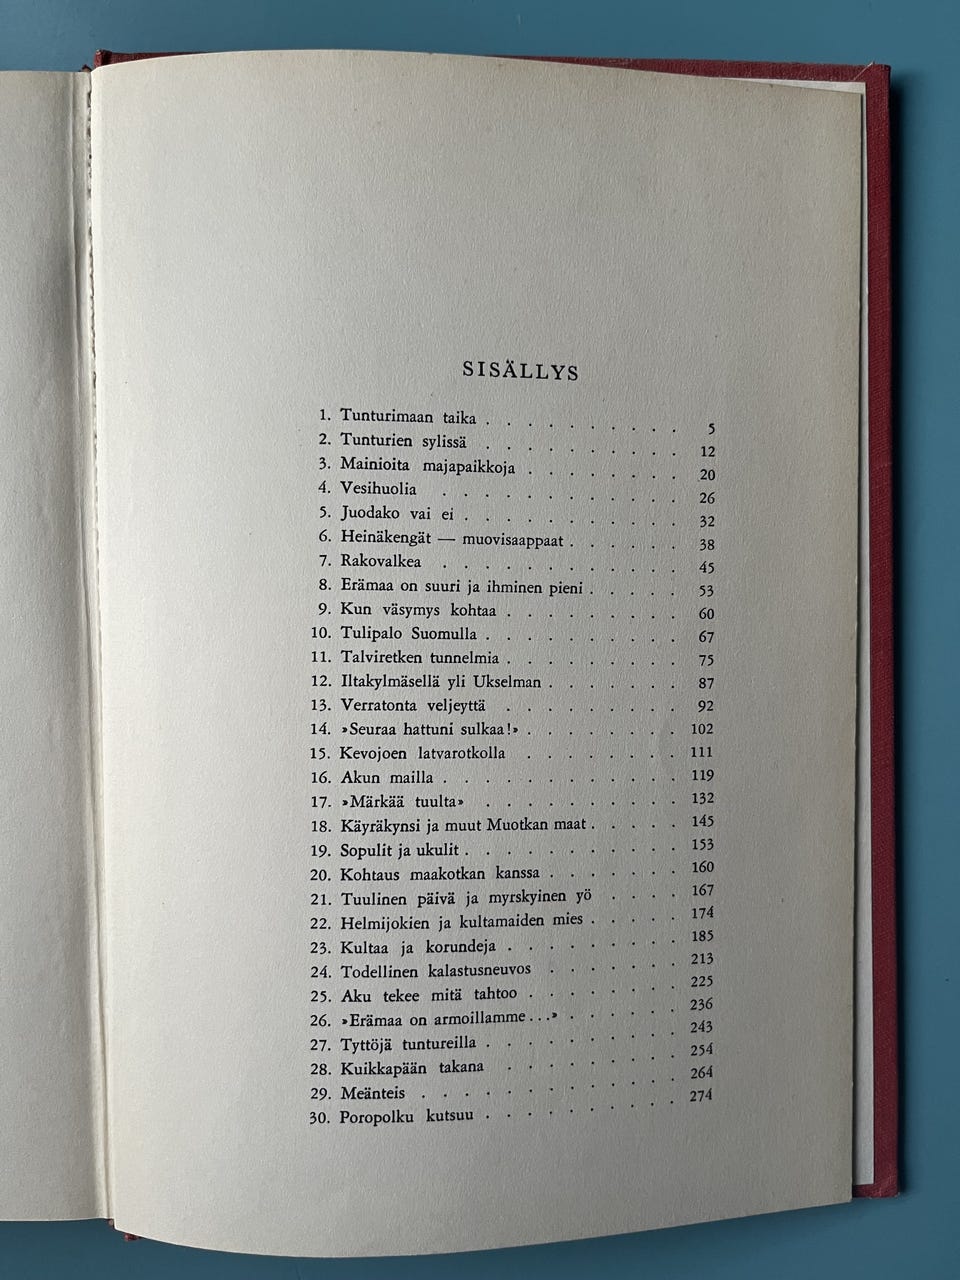 SISÄLLYS
1. Tunturimaan taika . . . . . . . . . . 5
2. Tunturien sylissä . . . . . . . . . . 12
3. Mainioita majapaikkoja . . . . . . . . 20
4. Vesihuolia . . . . . . . . . . . . 26
5. Juodako vai ei . . . . . . . . . . . 32
6. Heinäkengät — muovisaappaat . . . . . . 38
7. Rakovalkea . . . . . . . . . . . . 45
8. Erämaa on suuri ja ihminen pieni . . . . . 53
9. Kun väsymys kohtaa . . . . . . . . . 60
10. Tulipalo Suomulla . . . . . . . . . . 67
11. Talviretken tunnelmia . . . . . . . . . 75
12. Iltakylmäsellä yli Ukselman . . . . . . . 87
13. Verratonta veljeyttä . . . . . . . . . 92
14. »Seuraa hattuni sulkaa!» . . . . . . . . 102
15. Kevojoen latvarotkolla . . . . . . . . 111
16. Akun mailla . . . . . . . . . . . . 119
17. »Märkää tuulta» . . . . . . . . . . 132
18. Käyräkynsi ja muut Muotkan maat . . . . . 145
19. Sopulit ja ukulit . . . . . . . . . . . 153
20. Kohtaus maakotkan kanssa . . . . . . . 160
21. Tuulinen päivä ja myrskyinen yö . . . . 167
22. Helmijokien ja kultamaiden mies . . . . . 174
23. Kultaa ja korundeja . . . . . . . . . 185
24. Todellinen kalastusneuvos . . . . . . . 213
25. Aku tekee mitä tahtoo . . . . . . . . 225
26. »Erämaa on armoillamme...» . . . . . . 236
27. Tyttöjä tuntureilla . . . . . . . . . . 243
28. Kuikkapään takana . . . . . . . . . 254
29. Meänteis . . . . . . . . . . . . . 264
30. Poropolku kutsuu . . . . . . . . . . 274